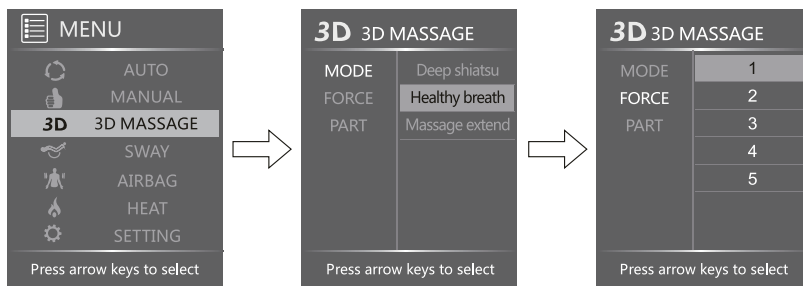 MENU
AUTO
MANUAL
3D 3D MASSAGE
SWAY
AIRBAG
HEAT
SETTING
Press arrow keys to select
3D 3D MASSAGE
MODE Deep shiatsu
FORCE Healthy breath
PART Massage extend
Press arrow keys to select
3D 3D MASSAGE
MODE 1
FORCE 2
PART 3
4
5
Press arrow keys to select